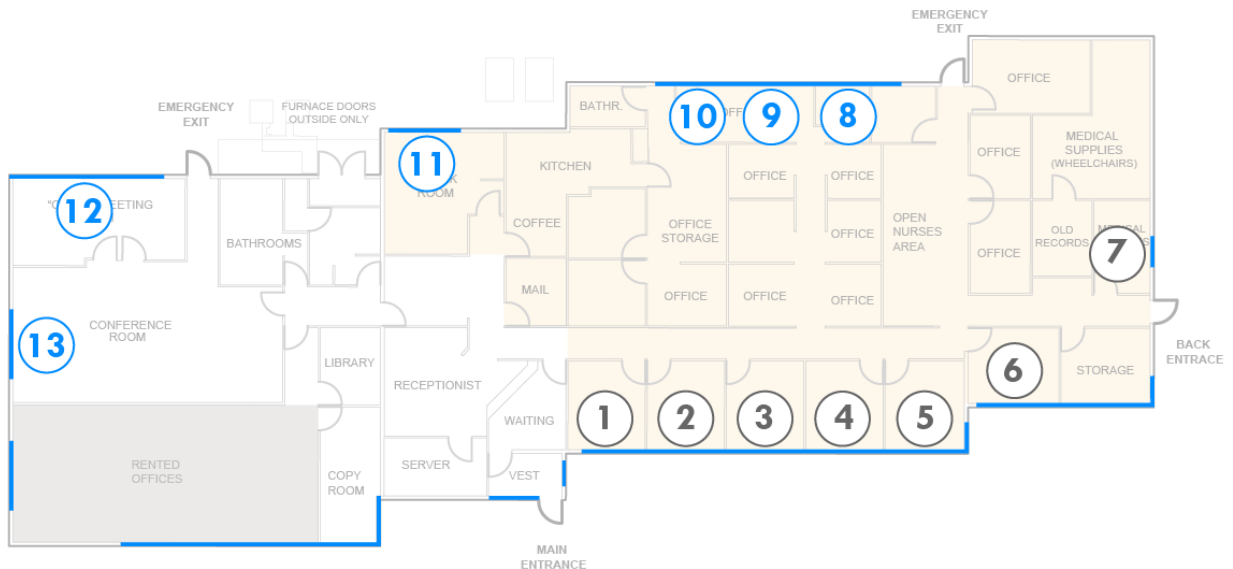 EMERGENCY
EXIT
EMERGENCY
EXIT
FURNACE DOORS
OUTSIDE ONLY
BATHR.
10
9
8
OFFICE
11
ROOM
KITCHEN
OFFICE
OFFICE
OFFICE
MEDICAL
SUPPLIES
(WHEELCHAIRS)
12
EETING
BATHROOMS
COFFEE
OFFICE
STORAGE
OFFICE
OPEN
NURSES
AREA
OFFICE
OLD
RECORDS
7
MAIL
OFFICE
OFFICE
OFFICE
13
CONFERENCE
ROOM
LIBRARY
RECEPTIONIST
WAITING
1
2
3
4
5
6
STORAGE
BACK
ENTRACE
RENTED
OFFICES
COPY
ROOM
SERVER
VEST
MAIN
ENTRANCE